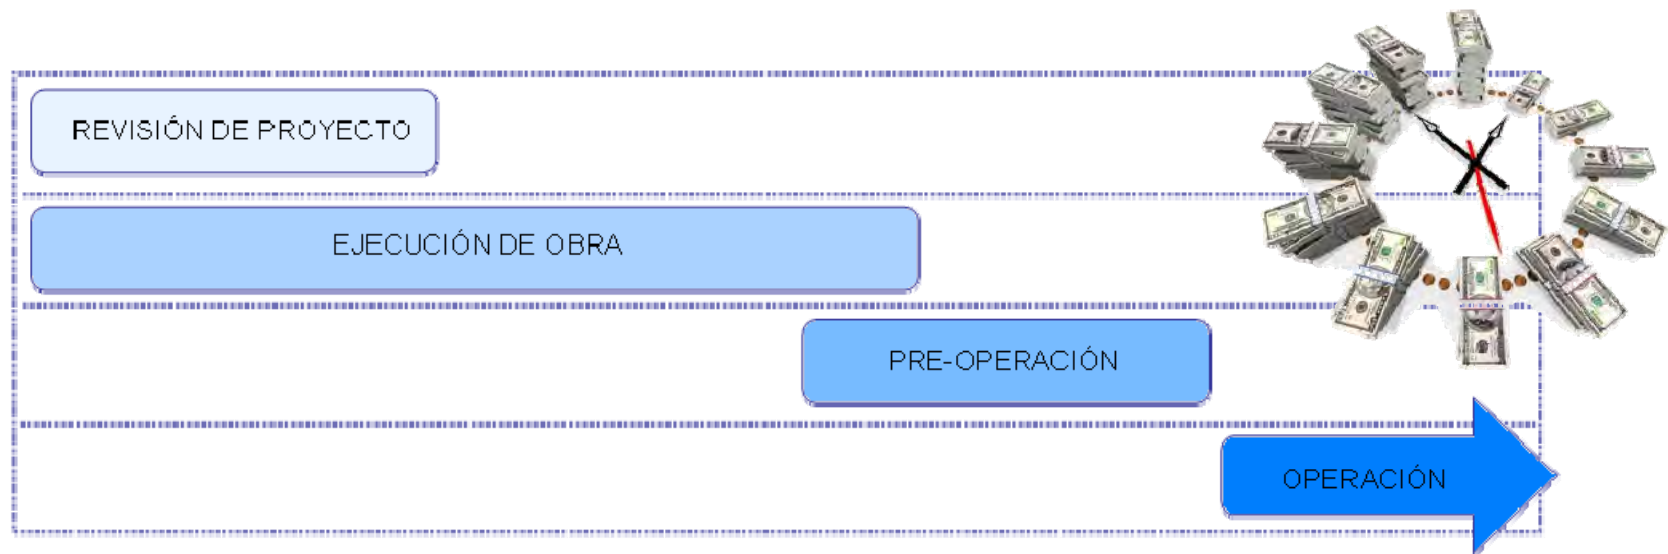 REVISIÓN DE PROYECTO
EJECUCIÓN DE OBRA
PRE-OPERACIÓN
OPERACIÓN